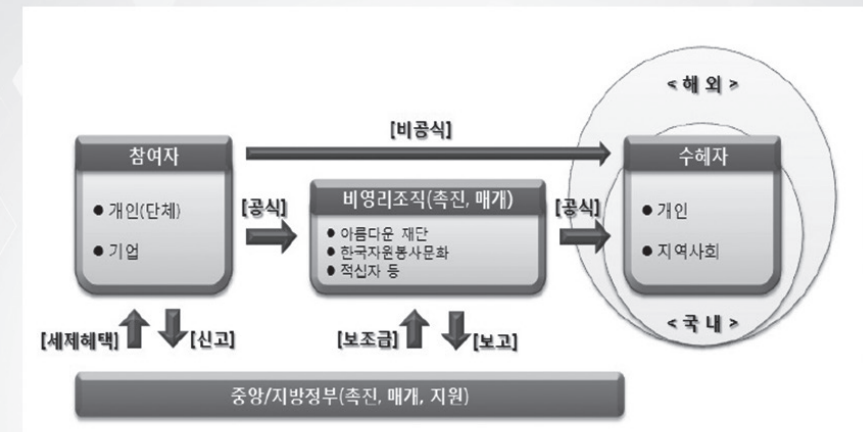 < 해 외 >
[비공식]
참여자
수혜자
● 개인(단체)
● 기업
[공식]
비영리조직(촉진, 매개)
● 아름다운 재단
● 한국자원봉사문화
● 적십자 등
[공식]
● 개인
● 지역사회
< 국 내 >
[세제혜택]
[신고]
[보조금]
[보고]
중앙/지방정부(촉진, 매개, 지원)